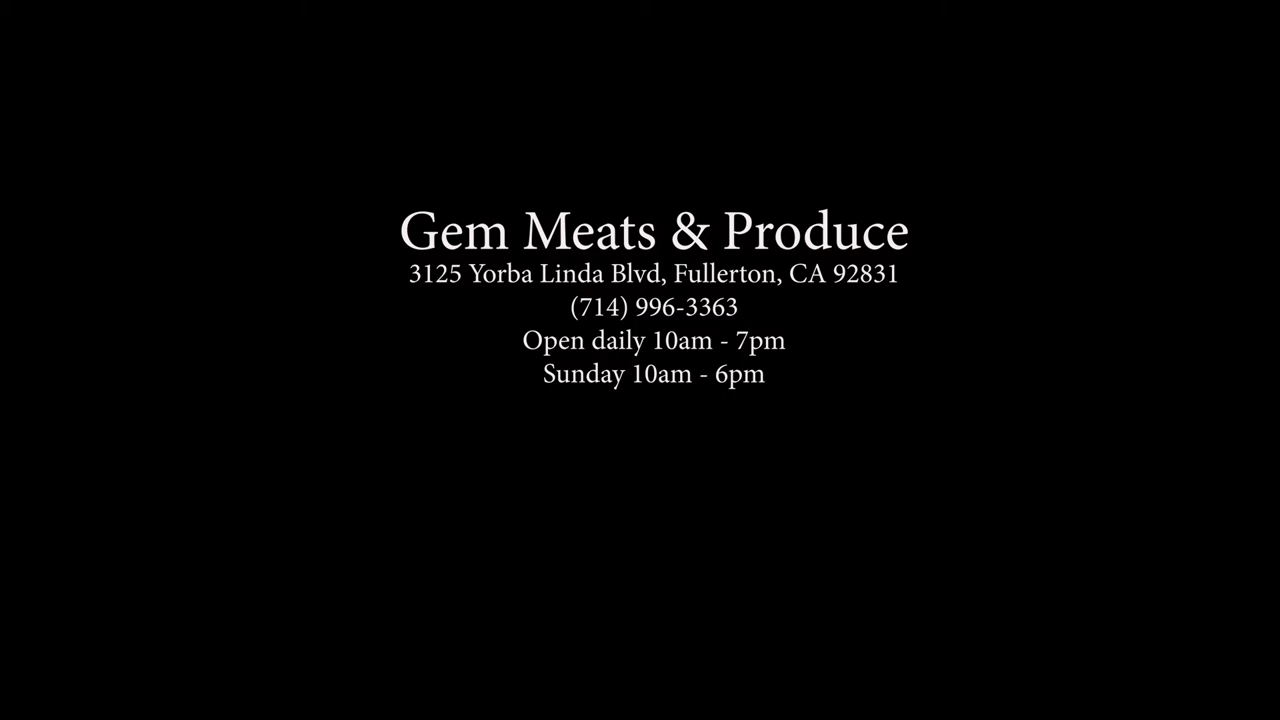 Gem Meats & Produce
3125 Yorba Linda Blvd, Fullerton, CA 92831
(714) 996-3363
Open daily 10am - 7pm
Sunday 10am - 6pm